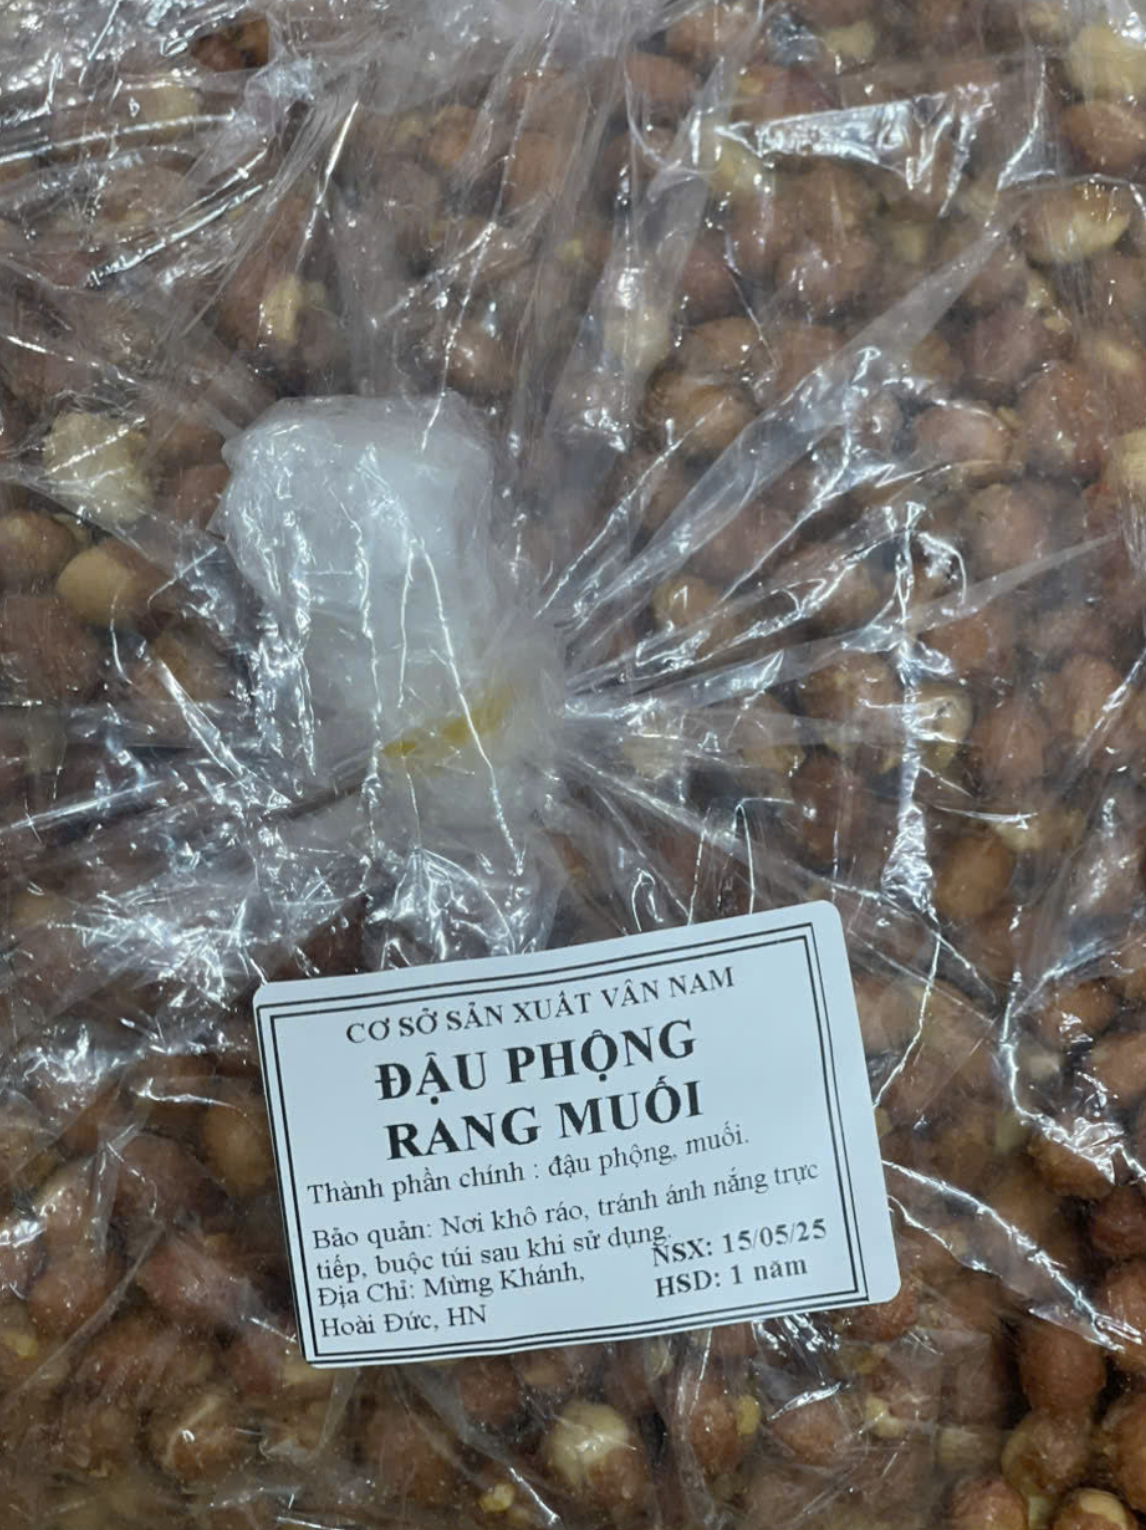 CƠ SỞ SẢN XUẤT VÂN NAM
ĐẬU PHỘNG
RANG MUỐI
Thành phần chính : đậu phộng, muối.
Bảo quản: Nơi khô ráo, tránh ánh nắng trực
tiếp, buộc túi sau khi sử dụng.
Địa Chỉ: Mừng Khánh,
Hoài Đức, HN
NSX: 15/05/25
HSD: 1 năm